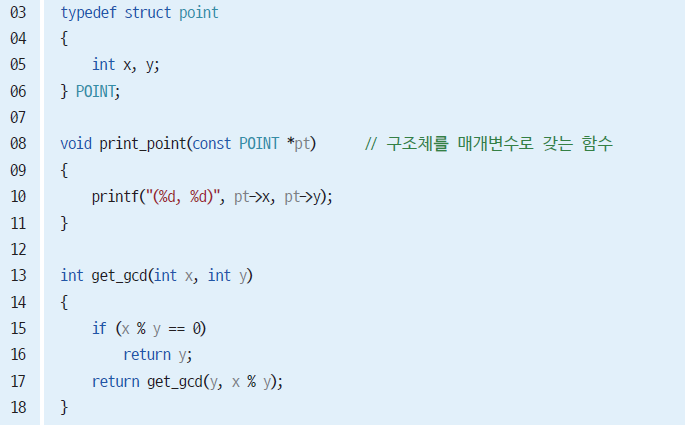 03 typedef struct point
04 {
05     int x, y;
06 } POINT;
07
08 void print_point(const POINT *pt)      // 구조체를 매개변수로 갖는 함수
09 {
10     printf("(%d, %d)", pt->x, pt->y);
11 }
12
13 int get_gcd(int x, int y)
14 {
15     if (x % y == 0)
16         return y;
17     return get_gcd(y, x % y);
18 }